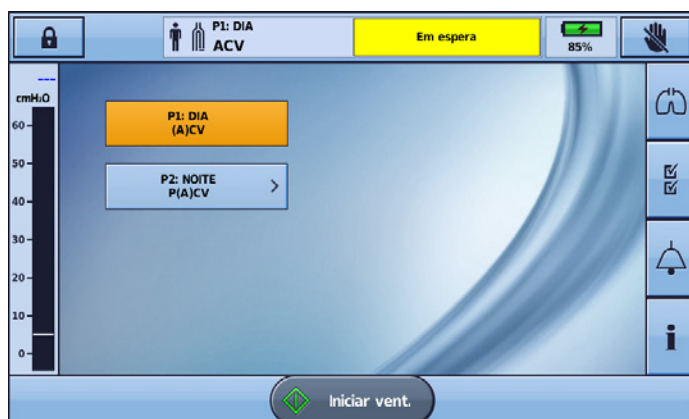 P1: DIA
ACV
Em espera
85%
---
cmH₂O
60
50
40
30
20
10
0
P1: DIA
(A)CV
P2: NOITE
P(A)CV
Iniciar vent.